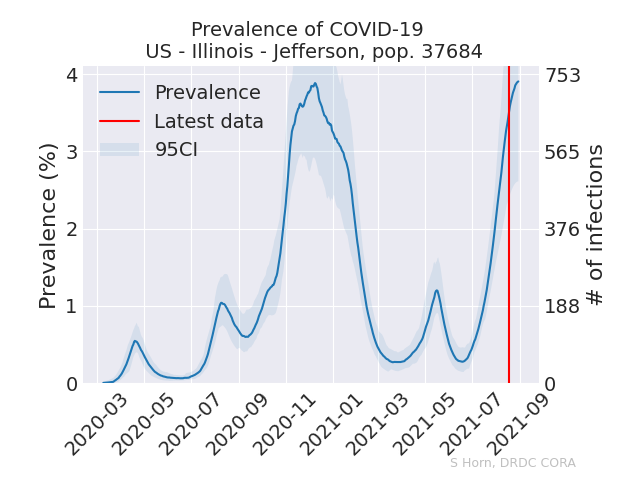 Prevalence of COVID-19
US - Illinois - Jefferson, pop. 37684
Prevalence
Latest data
95CI
Prevalence (%)
4
3
2
1
0
753
565
376
188
0
# of infections
2020-03
2020-05
2020-07
2020-09
2020-11
2021-01
2021-03
2021-05
2021-07
2021-09
S Horn, DRDC CORA